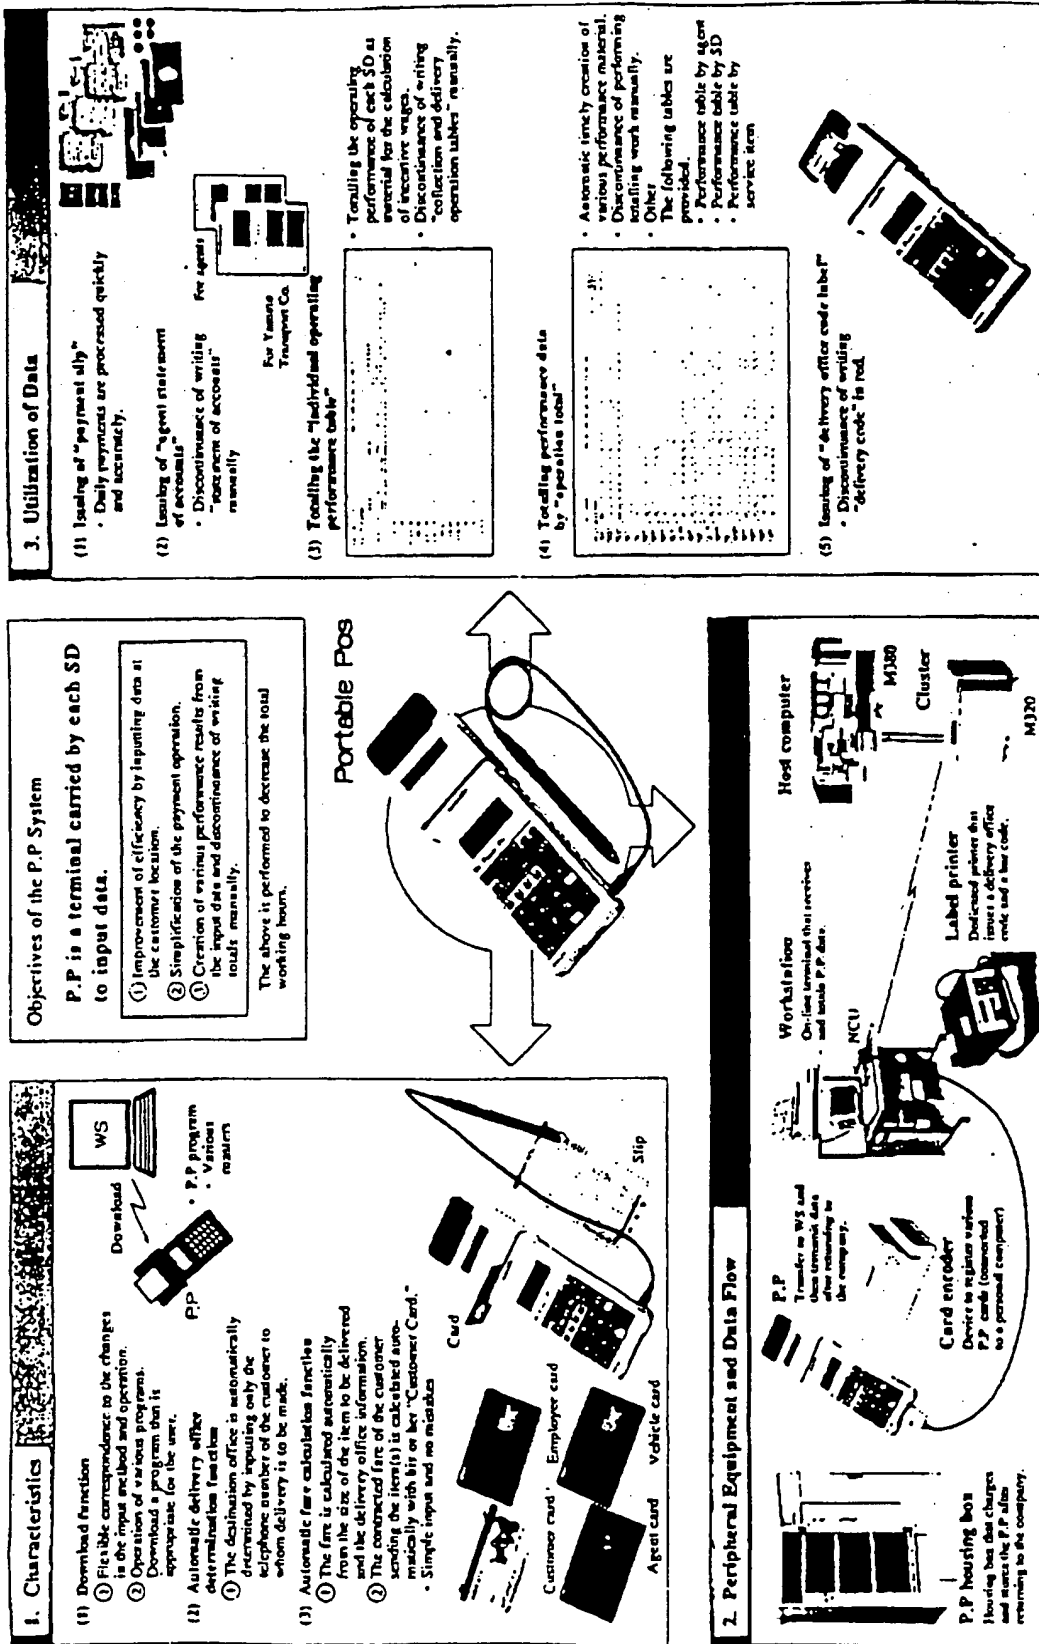 1. Characteristics
(1) Download function
① Flexible correspondence to the changes
in the input method and operation.
② Operation of various programs.
Download a program that is
appropriate for the user.
(2) Automatic delivery office
determination function
① The destination office is automatically
determined by inputing only the
telephone number of the customer to
whom delivery is to be made.
(3) Automatic fare calculation function
① The fare is calculated automatically
from the size of the item to be delivered
and the delivery office information.
② The contracted fare of the customer
sending the item(s) is calculated auto-
matically with his or her "Customer Card."
• Simple input and no mistakes
WS
Download
P.P
• P.P program
• Various
masters
Card
Slip
Customer card
Employee card
Agent card
Vehicle card
Objectives of the P.P System
P.P is a terminal carried by each SD
to input data.
① Improvement of efficiency by inputing data at
the customer location.
② Simplification of the payment operation.
③ Creation of various performance results from
the input data and discontinuance of writing
totals manually.
The above is performed to decrease the total
working hours.
Portable Pos
2. Peripheral Equipment and Data Flow
P.P housing box
Housing box that charges
and stores the P.P after
returning to the company.
P.P
Transfer to WS and
then transmit data
after returning to
the company.
Card encoder
Device to register various
P.P cards (connected
to a personal computer)
Workstation
On-line terminal that receives
and totals P.P data.
NCU
Label printer
Dedicated printer that
issues a delivery office
code and a bar code.
Host computer
M380
Cluster
M320
3. Utilization of Data
(1) Issuing of "payment slip"
• Daily payments are processed quickly
and accurately.
(2) Issuing of "agent statement
of accounts"
• Discontinuance of writing
"statement of accounts"
manually
For agents
For Yamato
Transport Co.
(3) Totalling the "individual operating
performance table"
• Totalling the operating
performance of each SD as
material for the calculation
of incentive wages.
• Discontinuance of writing
"collection and delivery
operation tables" manually.
(4) Totalling performance data
by "operation total"
• Automatic timely creation of
various performance material.
• Discontinuance of performing
totalling work manually.
• Other
The following tables are
provided.
• Performance table by agent
• Performance table by SD
• Performance table by
service item
(5) Issuing of "delivery office code label"
• Discontinuance of writing
"delivery code" in red.